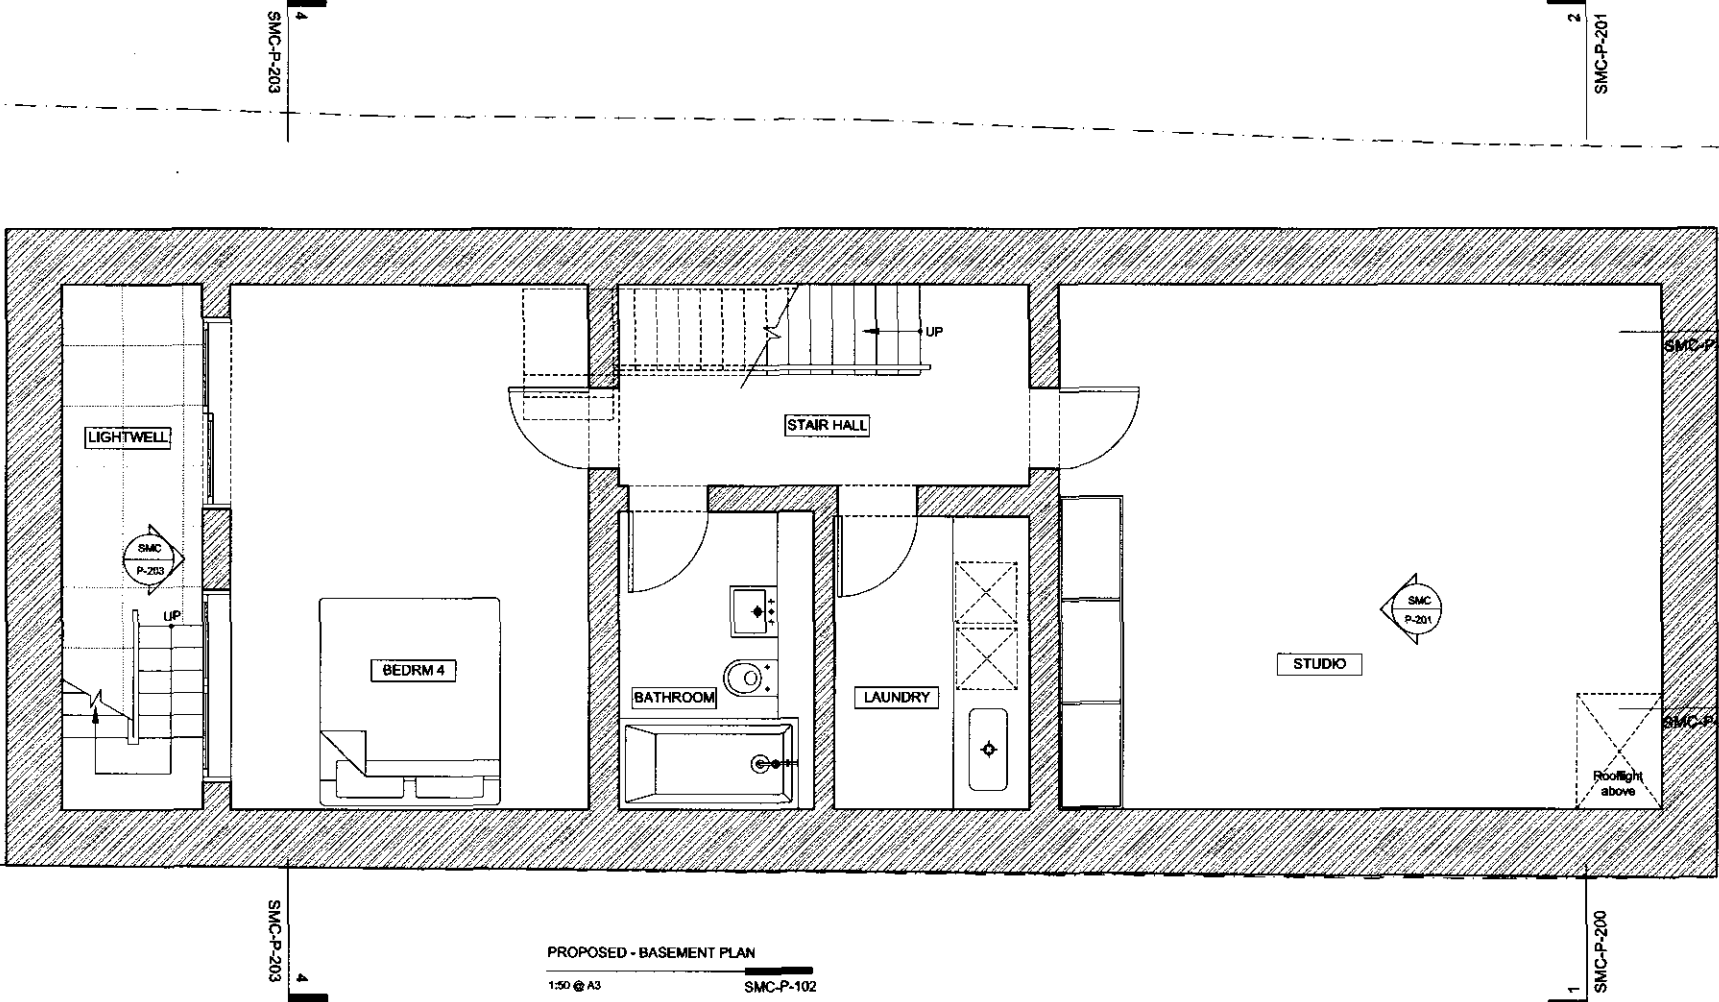 SMC-P-203
4
2
SMC-P-201
UP
SMC-P
LIGHTWELL
STAIR HALL
SMC
P-203
UP
BEDRM 4
BATHROOM
LAUNDRY
SMC
P-201
STUDIO
SMC-P-
Rooflight
above
SMC-P-203
4
PROPOSED - BASEMENT PLAN
1:50 @ A3
SMC-P-102
1
SMC-P-200